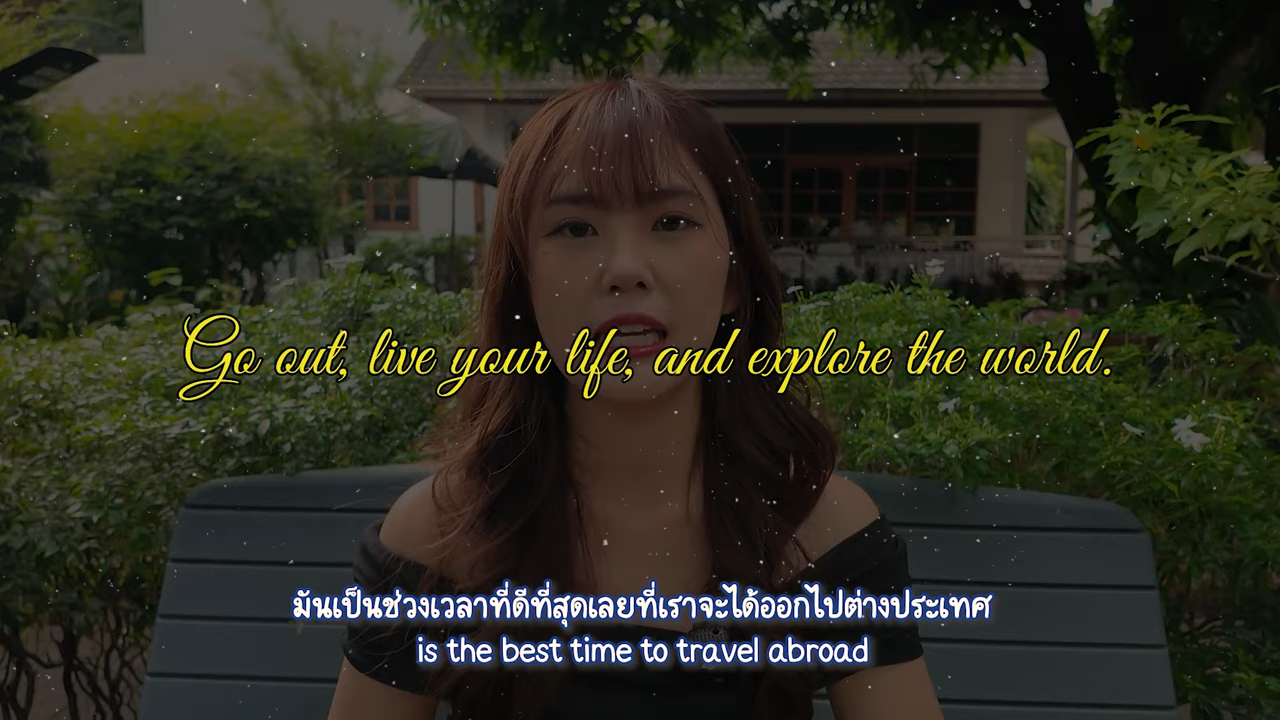 Go out, live your life, and explore the world.
มันเป็นช่วงเวลาที่ดีที่สุดเลยที่เราจะได้ออกไปต่างประเทศ
is the best time to travel abroad